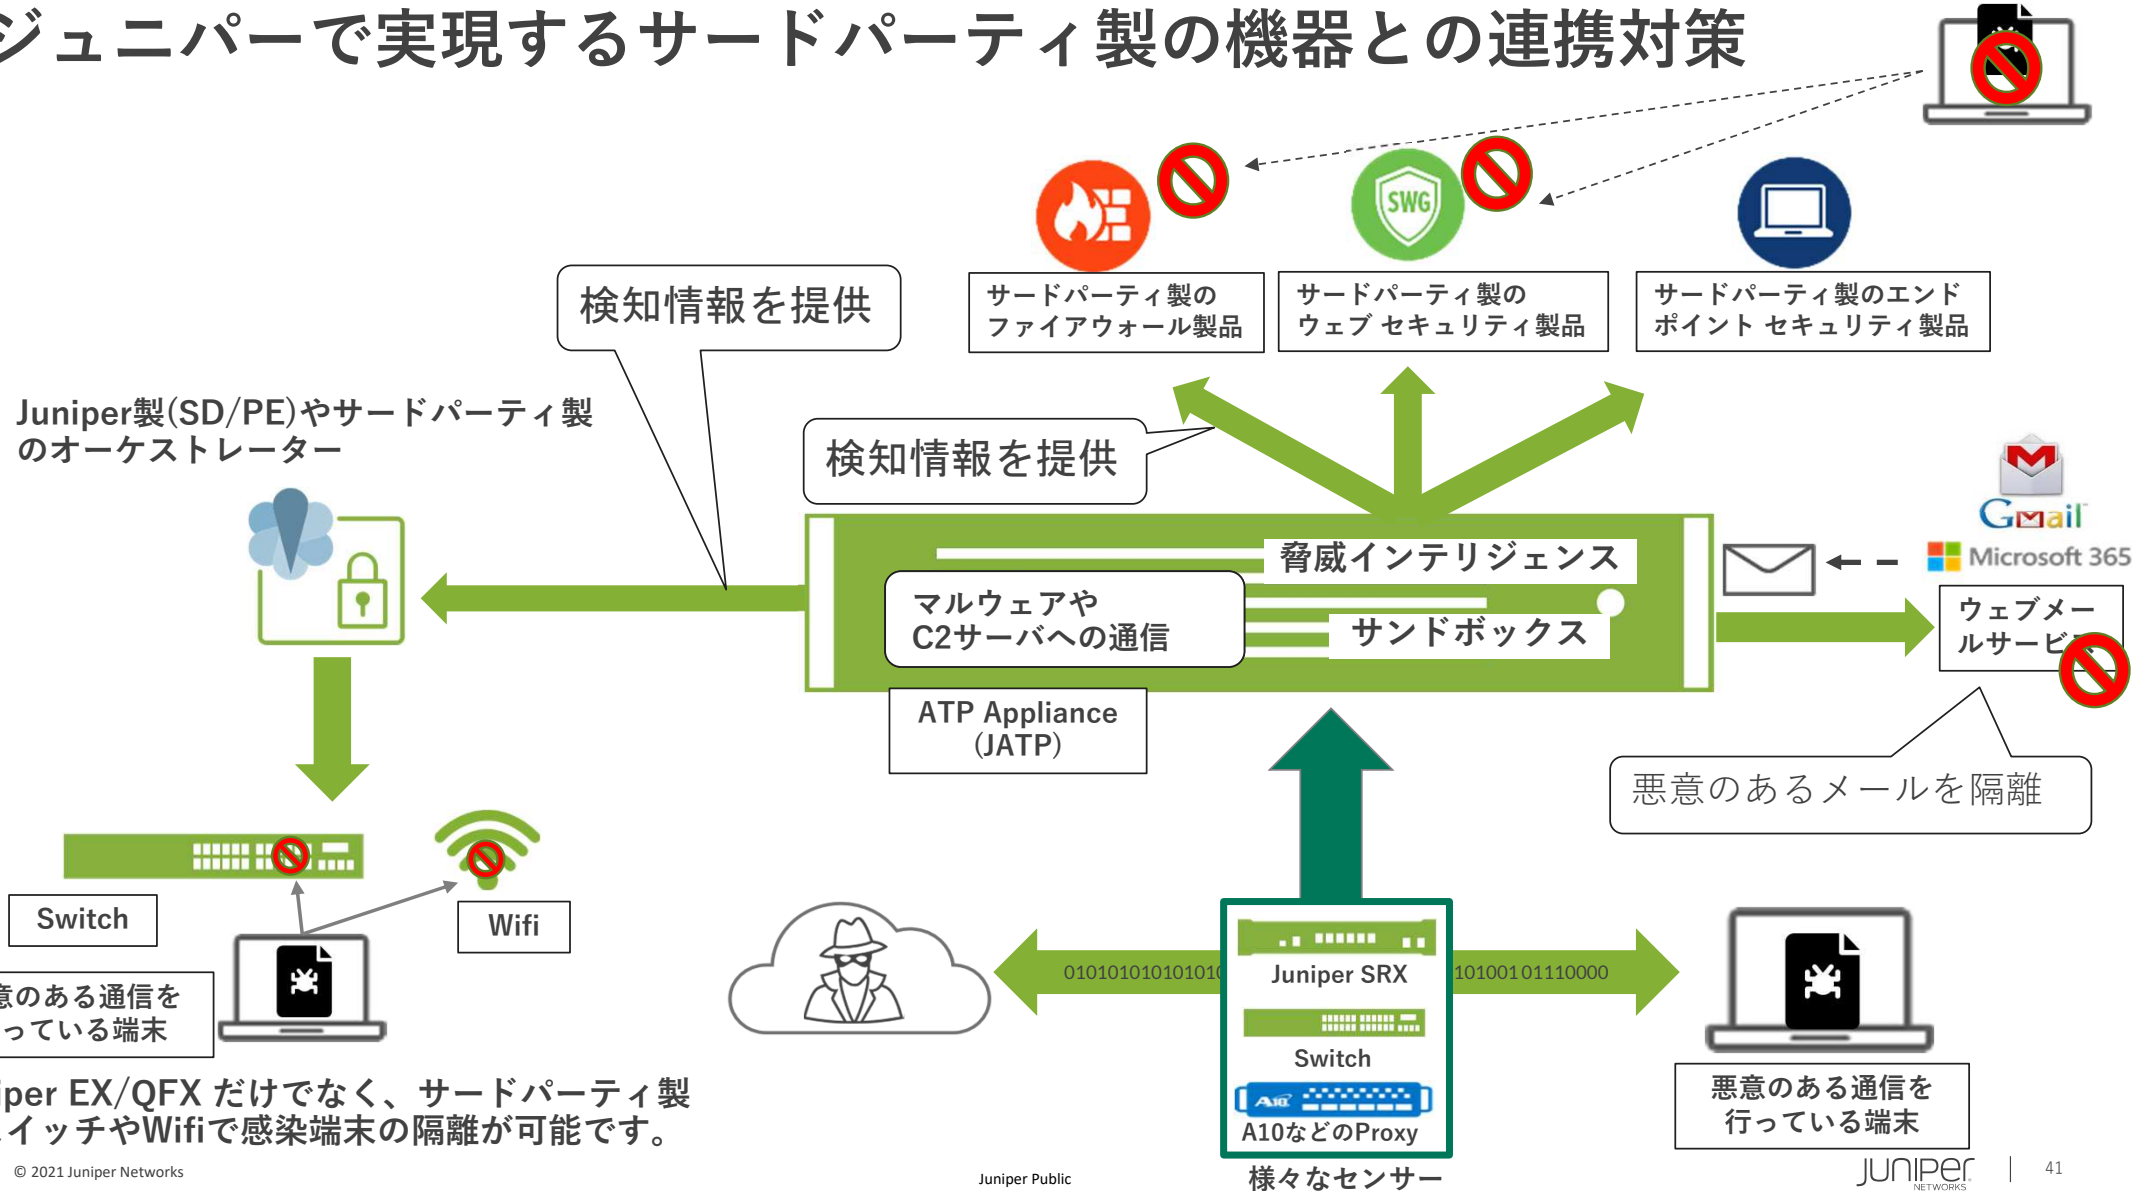 ジュニパーで実現するサードパーティ製の機器との連携対策
SWG
サードパーティ製の
ファイアウォール製品
サードパーティ製の
ウェブ セキュリティ製品
サードパーティ製のエンド
ポイント セキュリティ製品
検知情報を提供
検知情報を提供
Juniper製(SD/PE)やサードパーティ製
のオーケストレーター
脅威インテリジェンス
マルウェアや
C2サーバへの通信
サンドボックス
ATP Appliance
(JATP)
Gmail
Microsoft 365
ウェブメー
ルサービス
悪意のあるメールを隔離
Switch
Wifi
意のある通信を
っている端末
iper EX/QFX だけでなく、サードパーティ製
イッチやWifiで感染端末の隔離が可能です。
010101010101010
Juniper SRX
10100101110000
Switch
A10
A10などのProxy
様々なセンサー
悪意のある通信を
行っている端末
© 2021 Juniper Networks
Juniper Public
JUNIPEr
NETWORKS
41